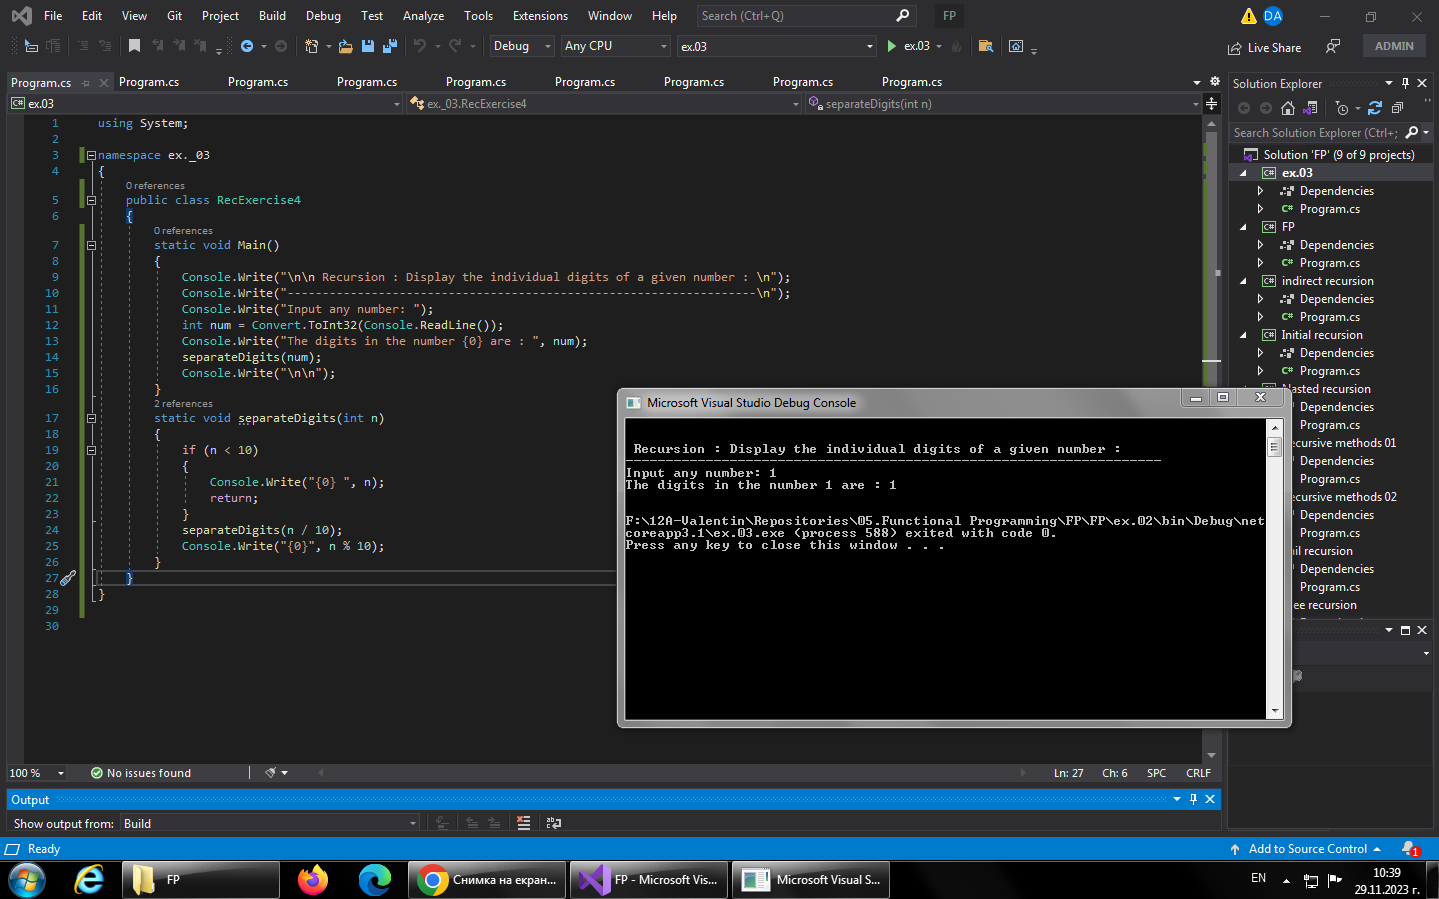 File Edit View Git Project Build Debug Test Analyze Tools Extensions Window Help Search (Ctrl+Q) FP DA
Debug Any CPU ex.03 ex.03 Live Share ADMIN
Program.cs Program.cs Program.cs Program.cs Program.cs Program.cs Program.cs Program.cs Program.cs
ex.03 ex._03.RecExercise4 separateDigits(int n)
1 using System;
2
3 namespace ex._03
4 {
0 references
5 public class RecExercise4
6 {
0 references
7 static void Main()
8 {
9 Console.Write("\n\n Recursion : Display the individual digits of a given number : \n");
10 Console.Write("-------------------------------------------------------------------\n");
11 Console.Write("Input any number: ");
12 int num = Convert.ToInt32(Console.ReadLine());
13 Console.Write("The digits in the number {0} are : ", num);
14 separateDigits(num);
15 Console.Write("\n\n");
16 }
2 references
17 static void separateDigits(int n)
18 {
19 if (n < 10)
20 {
21 Console.Write("{0} ", n);
22 return;
23 }
24 separateDigits(n / 10);
25 Console.Write("{0}", n % 10);
26 }
27 }
28 }
29
30
Microsoft Visual Studio Debug Console
Recursion : Display the individual digits of a given number :
-------------------------------------------------------------------
Input any number: 1
The digits in the number 1 are : 1
F:\12A-Valentin\Repositories\05.Functional Programming\FP\FP\ex.02\bin\Debug\net
coreapp3.1\ex.03.exe (process 588) exited with code 0.
Press any key to close this window . . .
Solution Explorer
Search Solution Explorer (Ctrl+;
Solution 'FP' (9 of 9 projects)
C# ex.03
Dependencies
C# Program.cs
C# FP
Dependencies
C# Program.cs
C# indirect recursion
Dependencies
C# Program.cs
C# Initial recursion
Dependencies
C# Program.cs
Nasted recursion
Dependencies
Program.cs
ecursive methods 01
Dependencies
Program.cs
ecursive methods 02
Dependencies
Program.cs
il recursion
Dependencies
Program.cs
ee recursion
100 % No issues found Ln: 27 Ch: 6 SPC CRLF
Output
Show output from: Build
Ready Add to Source Control 1
FP Снимка на екран... FP - Microsoft Vis... Microsoft Visual S... EN 10:39
29.11.2023 г.